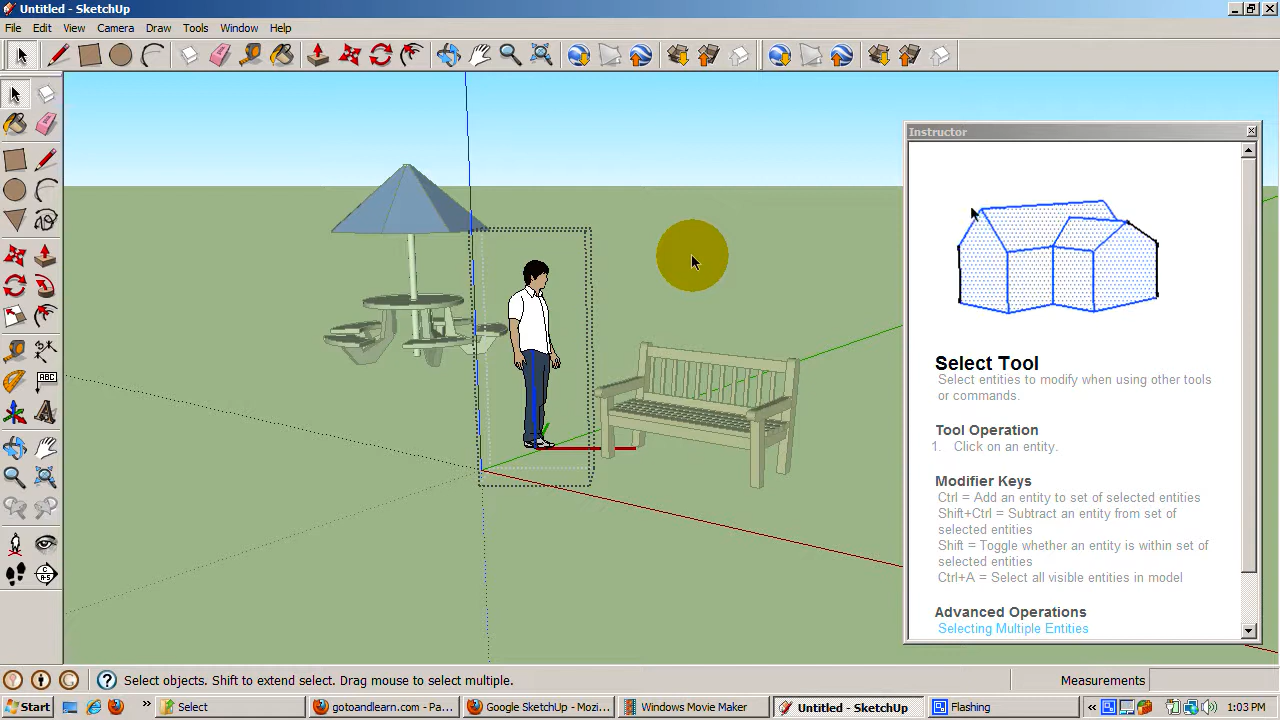 Untitled - SketchUp
File Edit View Camera Draw Tools Window Help
Instructor
Select Tool
Select entities to modify when using other tools
or commands.
Tool Operation
1. Click on an entity.
Modifier Keys
Ctrl = Add an entity to set of selected entities
Shift+Ctrl = Subtract an entity from set of
selected entities
Shift = Toggle whether an entity is within set of
selected entities
Ctrl+A = Select all visible entities in model
Advanced Operations
Selecting Multiple Entities
Select objects. Shift to extend select. Drag mouse to select multiple.
Measurements
Start
Select
gotoandlearn.com - Pa...
Google SketchUp - Mozi...
Windows Movie Maker
Untitled - SketchUp
Flashing
1:03 PM